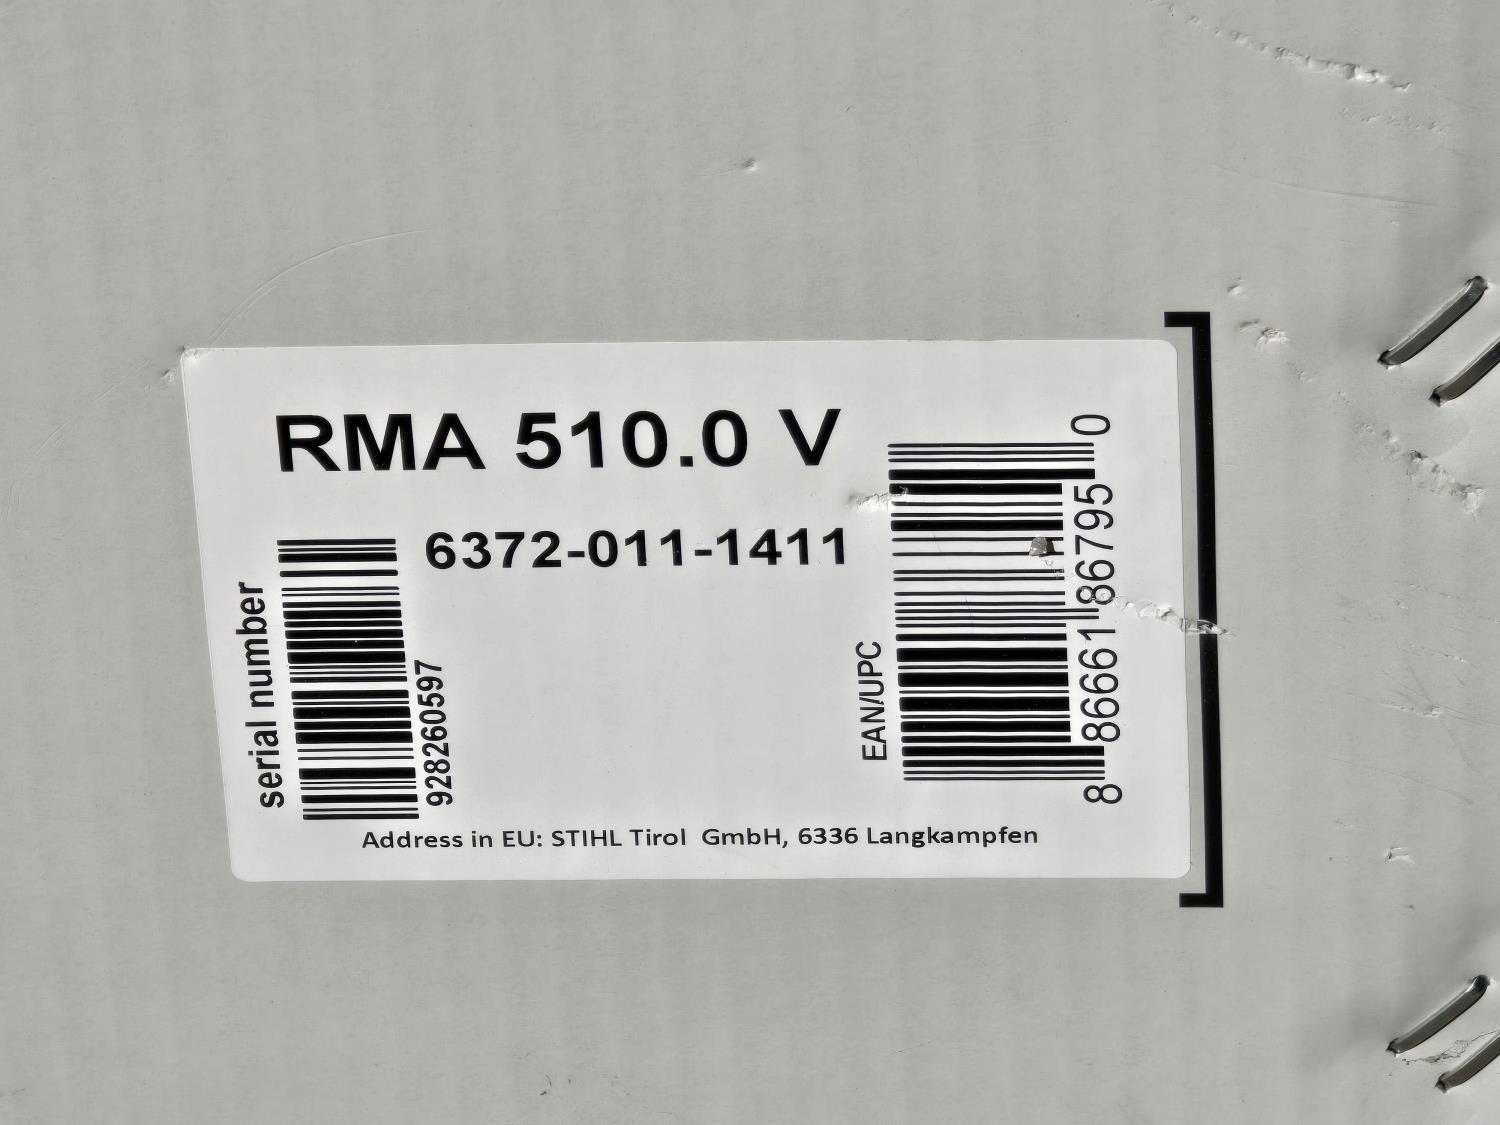 RMA 510.0 V
6372-011-1411
serial number
928260597
EAN/UPC
8 86661 86795 0
Address in EU: STIHL Tirol GmbH, 6336 Langkampfen